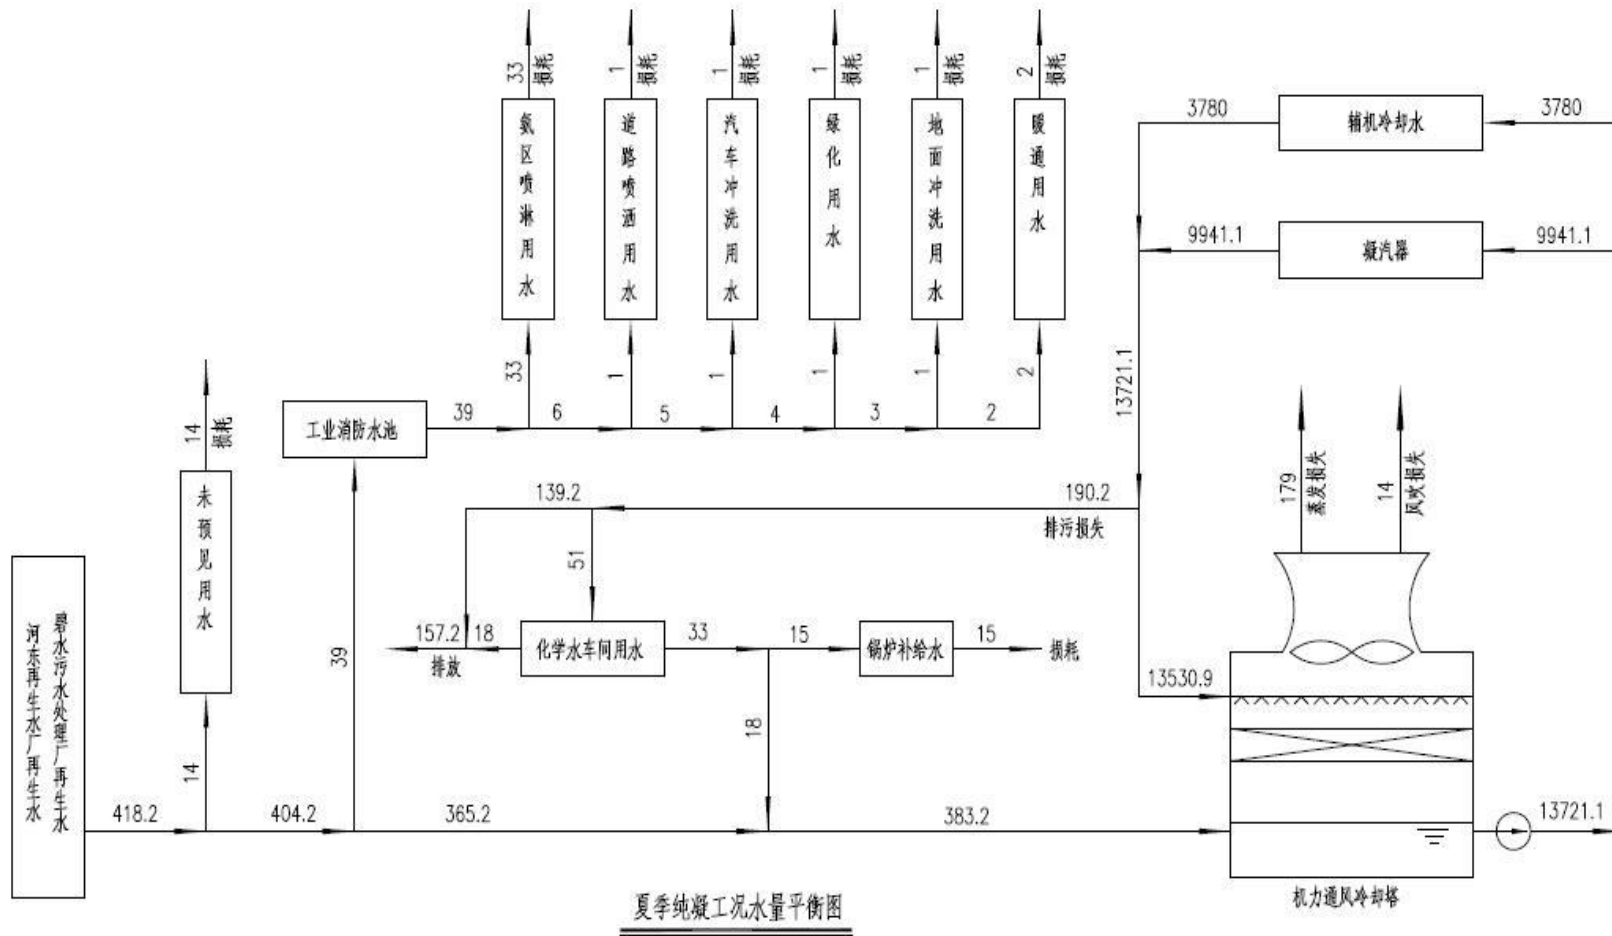 33
损耗
1
损耗
1
损耗
1
损耗
1
损耗
2
损耗
氨区喷淋用水
道路喷洒用水
汽车冲洗用水
绿化用水
地面冲洗用水
暖通用水
3780
辅机冷却水
3780
9941.1
凝汽器
9941.1
33
1
1
1
1
2
13721.1
14
损耗
工业消防水池
39
6
5
4
3
2
未预见用水
139.2
190.2
排污损失
179
蒸发损失
14
风吹损失
51
河东再生水厂再生水
碧水污水处理厂再生水
157.2
排放
18
化学水车间用水
33
15
锅炉补给水
15
损耗
39
13530.9
18
14
418.2
404.2
365.2
383.2
13721.1
机力通风冷却塔
夏季纯凝工况水量平衡图